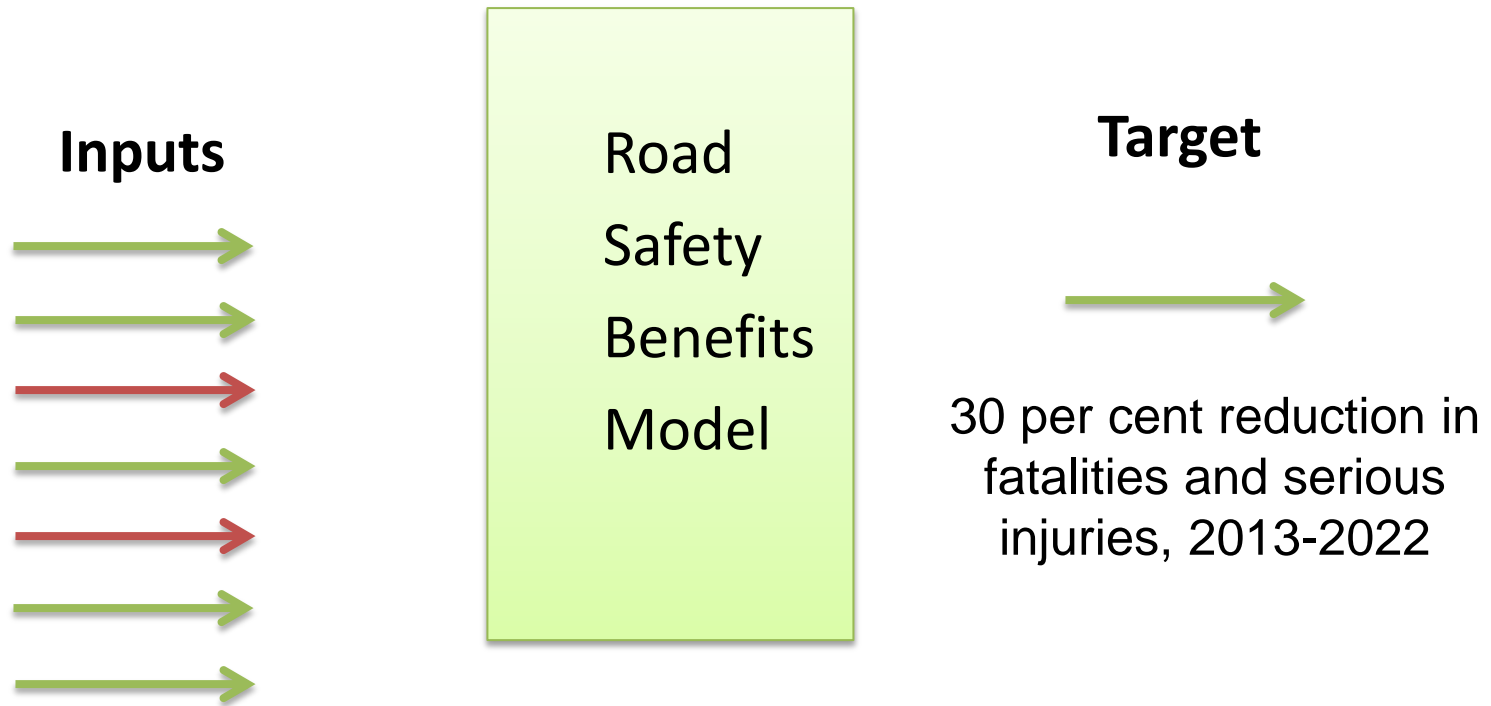 Inputs
Road
Safety
Benefits
Model
Target
30 per cent reduction in
fatalities and serious
injuries, 2013-2022